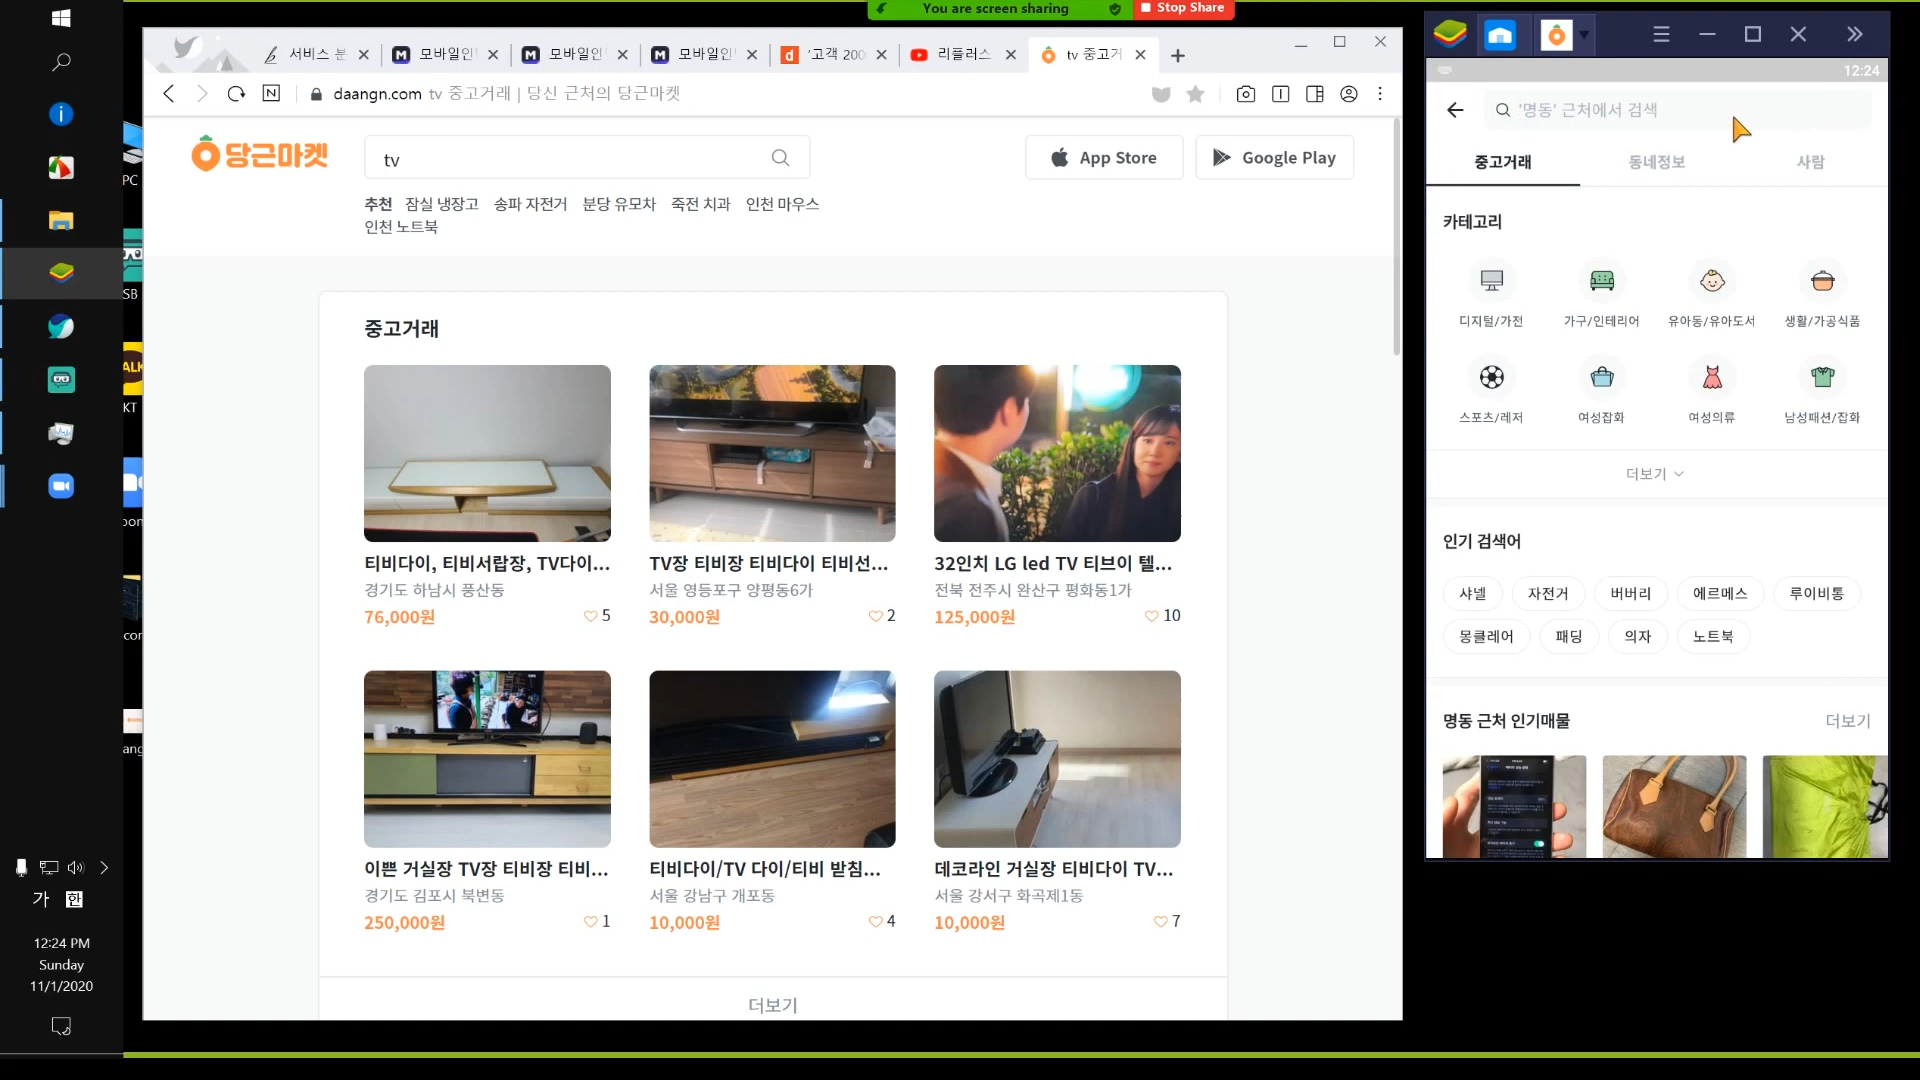 You are screen sharing
Stop Share
서비스 분
모바일인
모바일인
모바일인
'고객 200
리플러스
tv 중고거
daangn.com tv 중고거래 | 당신 근처의 당근마켓
당근마켓
tv
App Store
Google Play
추천 잠실 냉장고 송파 자전거 분당 유모차 죽전 치과 인천 마우스
인천 노트북
중고거래
티비다이, 티비서랍장, TV다이...
경기도 하남시 풍산동
76,000원
5
TV장 티비장 티비다이 티비선...
서울 영등포구 양평동6가
30,000원
2
32인치 LG led TV 티브이 텔...
전북 전주시 완산구 평화동1가
125,000원
10
이쁜 거실장 TV장 티비장 티비...
경기도 김포시 북변동
250,000원
1
티비다이/TV 다이/티비 받침...
서울 강남구 개포동
10,000원
4
데코라인 거실장 티비다이 TV...
서울 강서구 화곡제1동
10,000원
7
더보기
12:24
'명동' 근처에서 검색
중고거래
동네정보
사람
카테고리
디지털/가전
가구/인테리어
유아동/유아도서
생활/가공식품
스포츠/레저
여성잡화
여성의류
남성패션/잡화
더보기
인기 검색어
샤넬
자전거
버버리
에르메스
루이비통
몽클레어
패딩
의자
노트북
명동 근처 인기매물
더보기
PC
SB
ALK
KT
가 한
12:24 PM
Sunday
11/1/2020